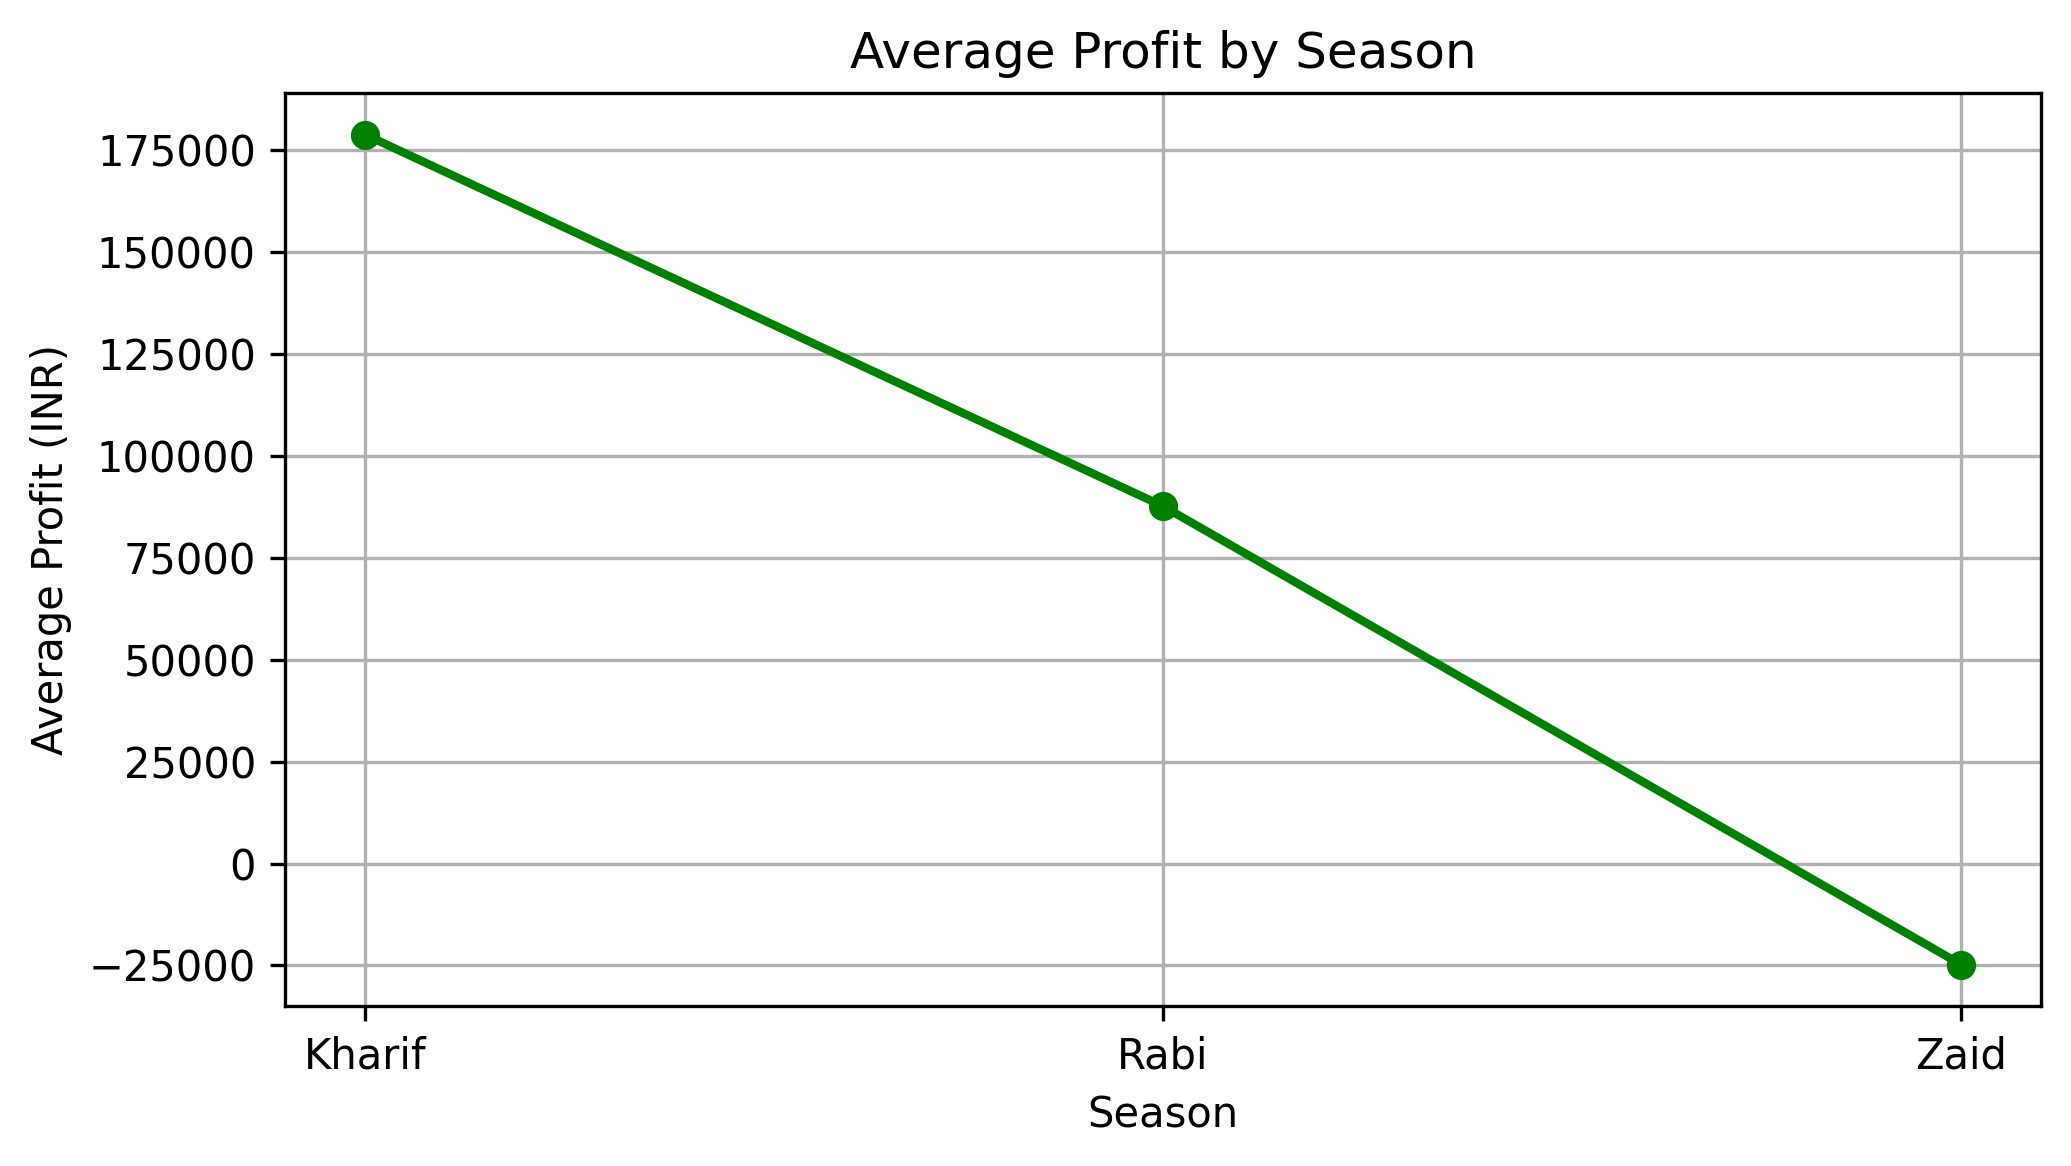 Average Profit by Season
Average Profit (INR)
175000
150000
125000
100000
75000
50000
25000
0
−25000
Kharif Rabi Zaid
Season